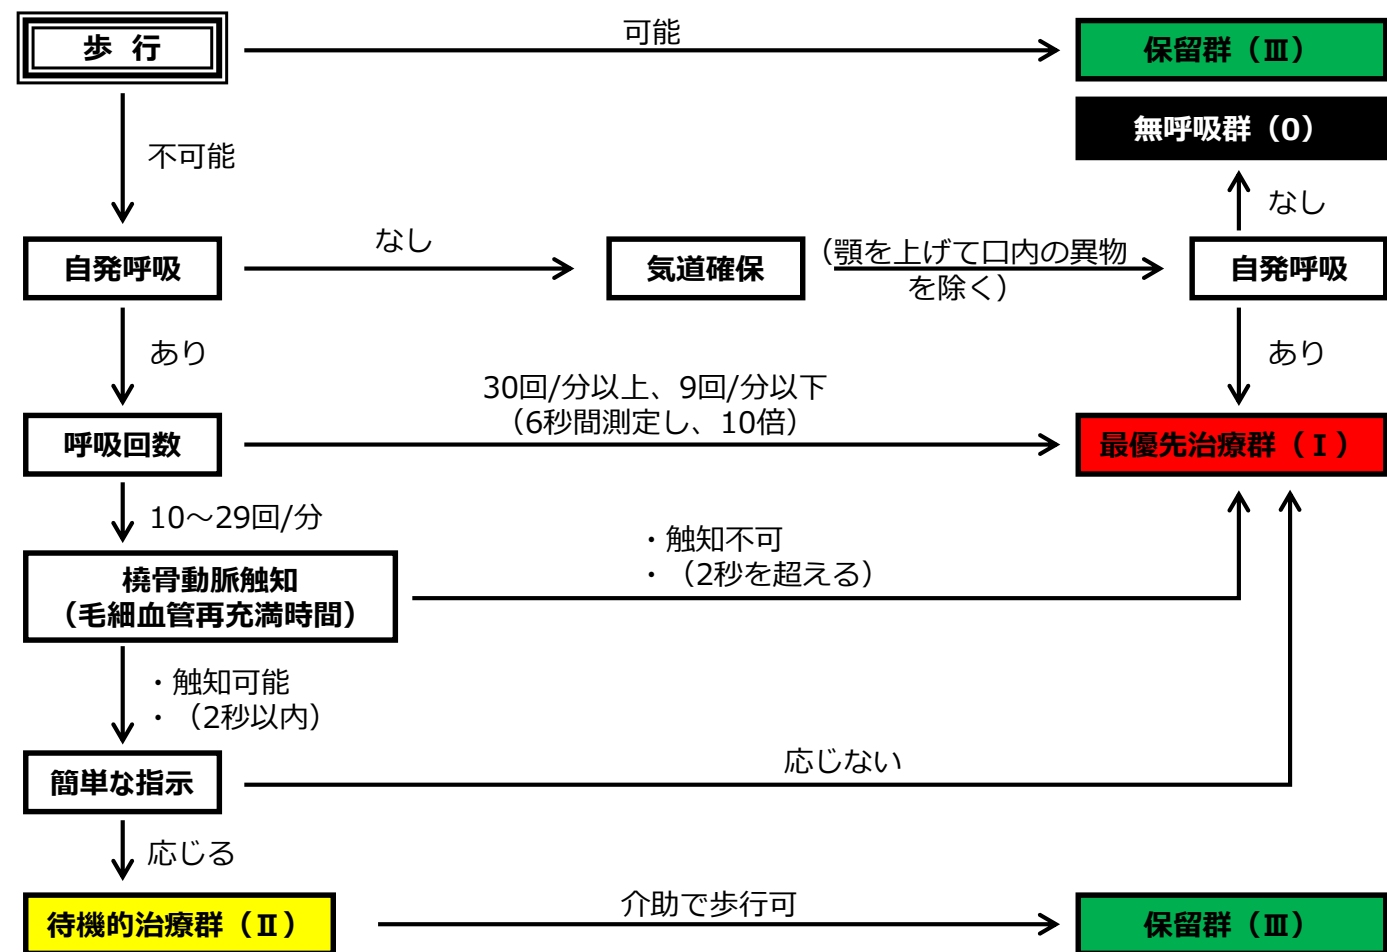 歩 行
可能
保留群（Ⅲ）
無呼吸群（0）
不可能
なし
自発呼吸
なし
気道確保
（顎を上げて口内の異物
を除く）
自発呼吸
あり
あり
30回/分以上、9回/分以下
（6秒間測定し、10倍）
呼吸回数
最優先治療群（Ⅰ）
10～29回/分
橈骨動脈触知
（毛細血管再充満時間）
・触知不可
・（2秒を超える）
・触知可能
・（2秒以内）
簡単な指示
応じない
応じる
待機的治療群（Ⅱ）
介助で歩行可
保留群（Ⅲ）